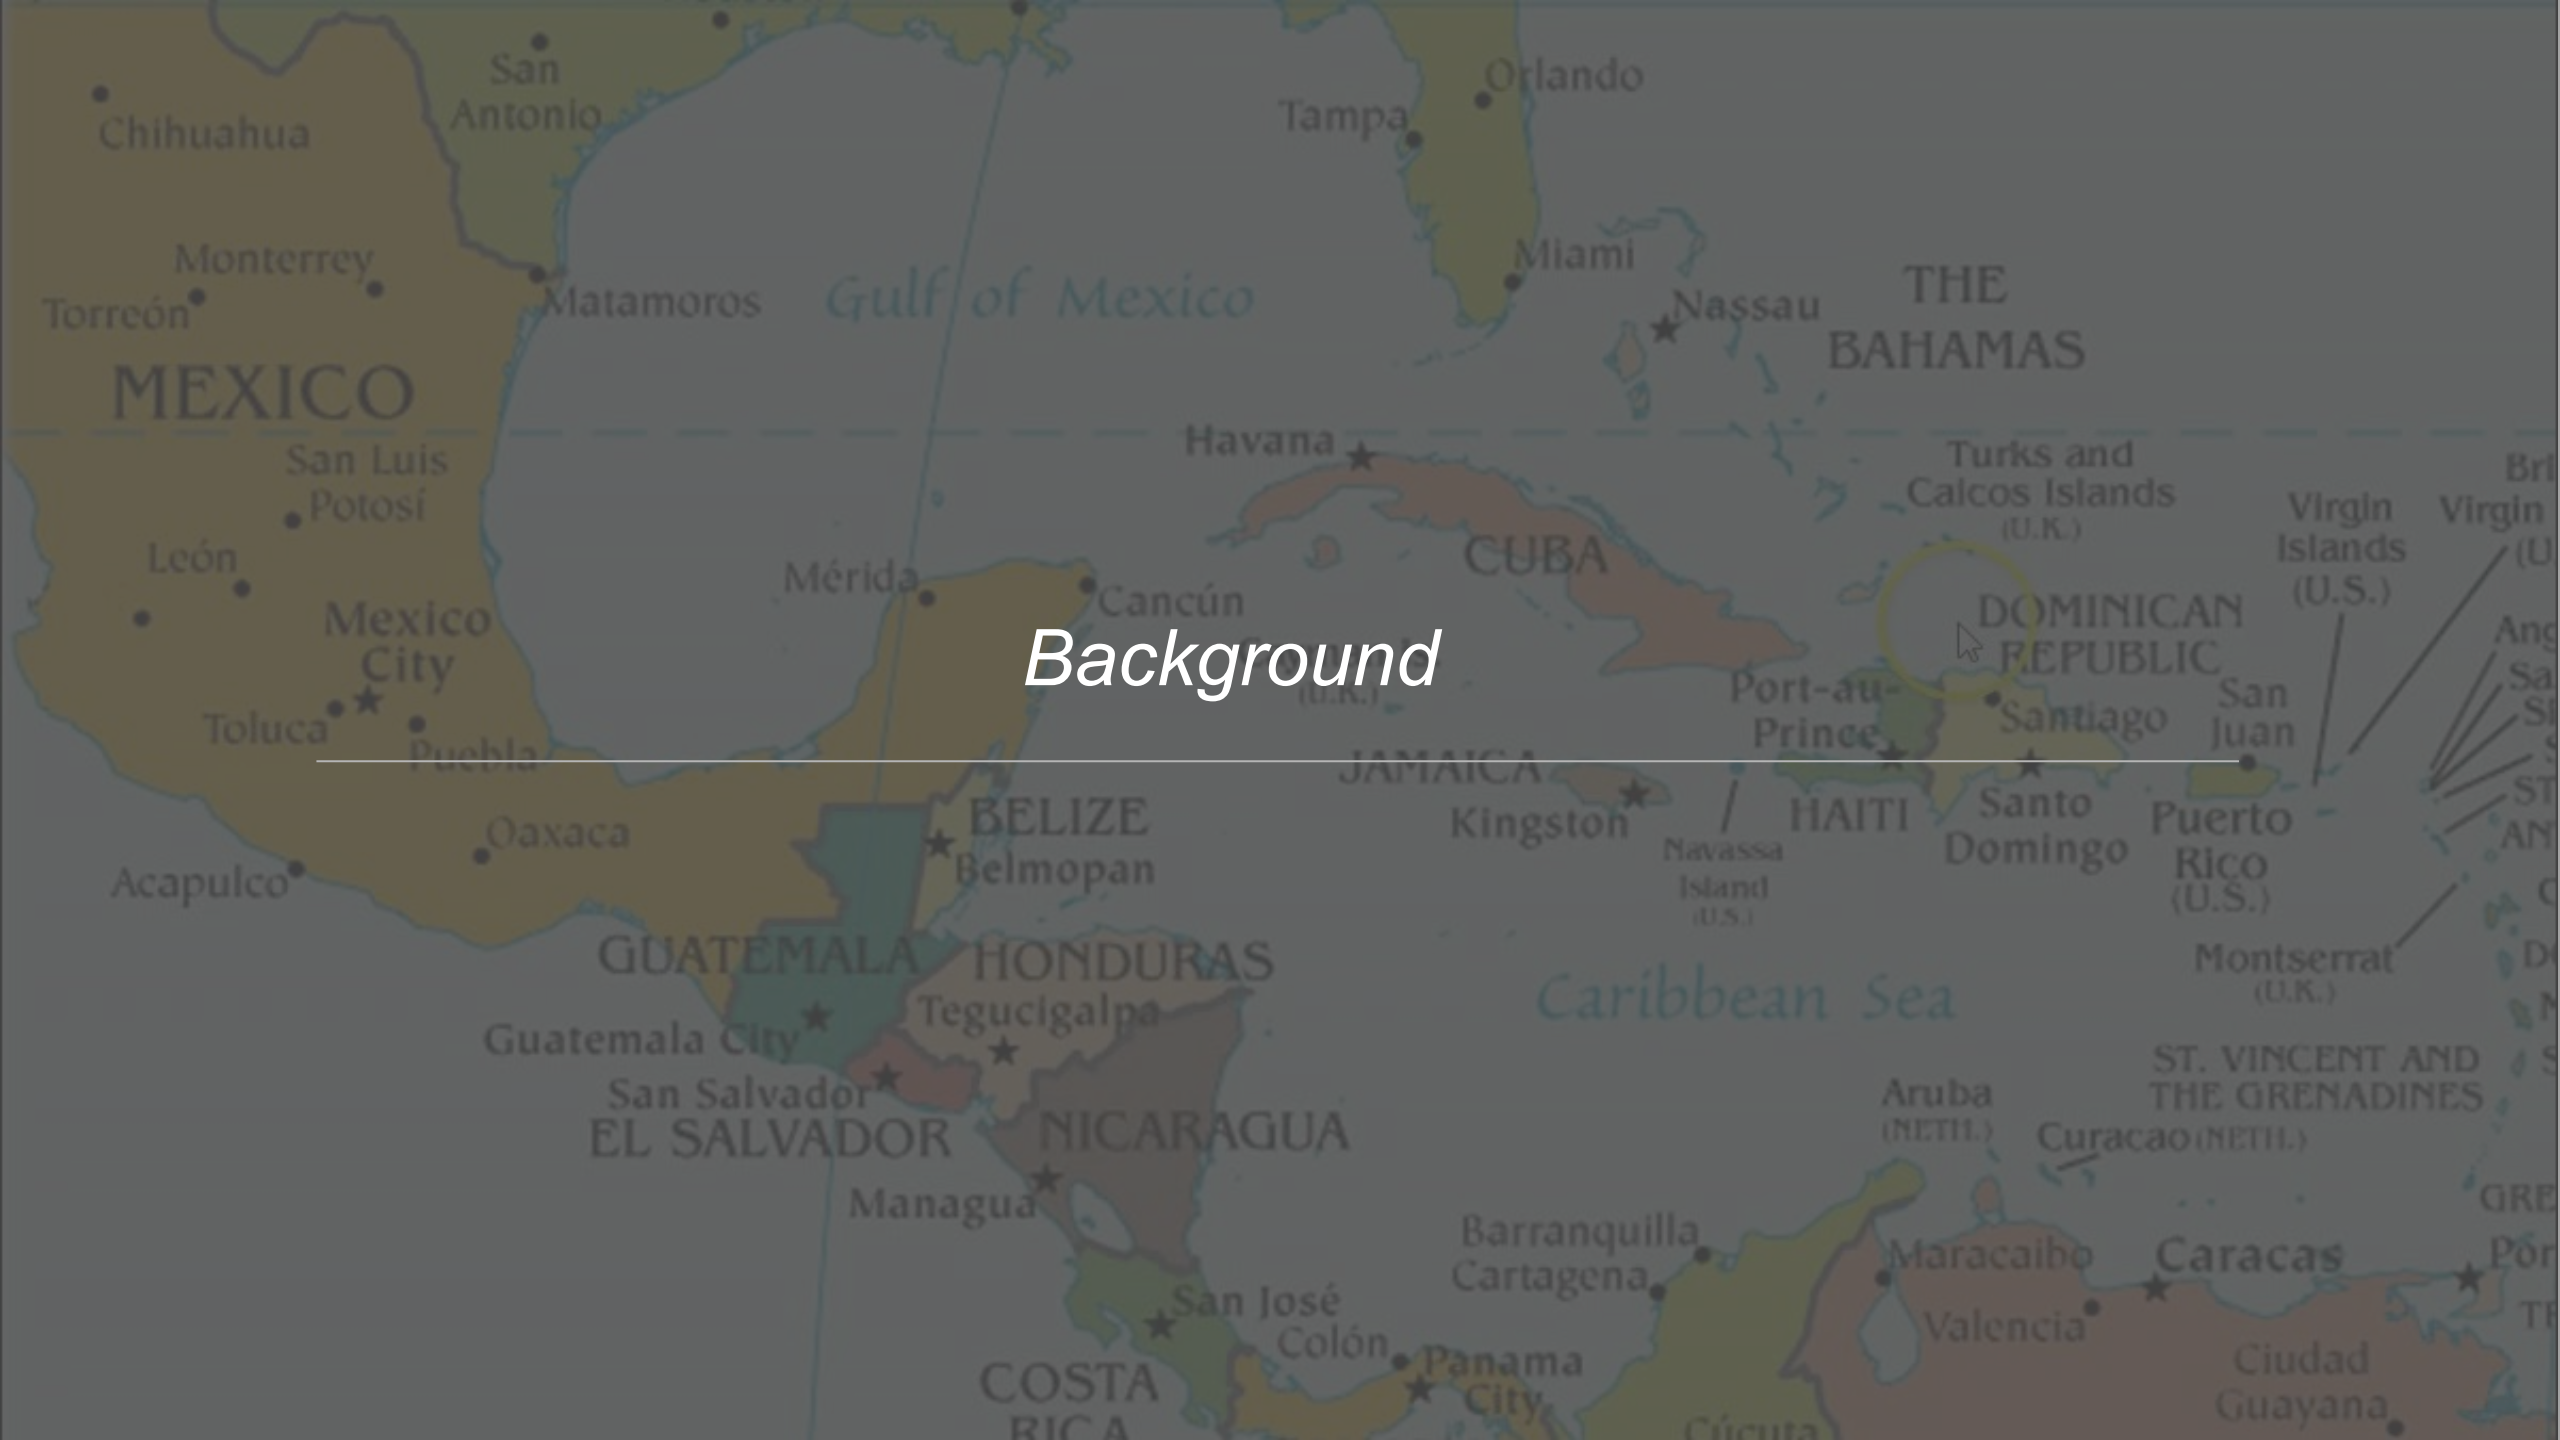 San
Antonio
Chihuahua
Orlando
Tampa
Monterrey
Torreón
Matamoros
Gulf of Mexico
Miami
Nassau
THE
BAHAMAS
MEXICO
Havana
San Luis
Potosí
Turks and
Caicos Islands
(U.K.)
Virgin
Islands
(U.S.)
Virgin
León
Mérida
Cancún
CUBA
DOMINICAN
REPUBLIC
Mexico
City
Background
(U.K.)
Port-au-
Prince
Santiago
San
Juan
Toluca
Puebla
JAMAICA
Kingston
Navassa
Island
(U.S.)
HAITI
Santo
Domingo
Puerto
Rico
(U.S.)
BELIZE
Belmopan
Oaxaca
Acapulco
GUATEMALA
HONDURAS
Tegucigalpa
Guatemala City
San Salvador
EL SALVADOR
NICARAGUA
Managua
Caribbean Sea
Montserrat
(U.K.)
ST. VINCENT AND
THE GRENADINES
Aruba
(NETH.)
Curacao (NETH.)
Barranquilla
Cartagena
Maracaibo
Caracas
Valencia
San José
Colón
Panama
City
COSTA
RICA
Ciudad
Guayana
Cúcuta